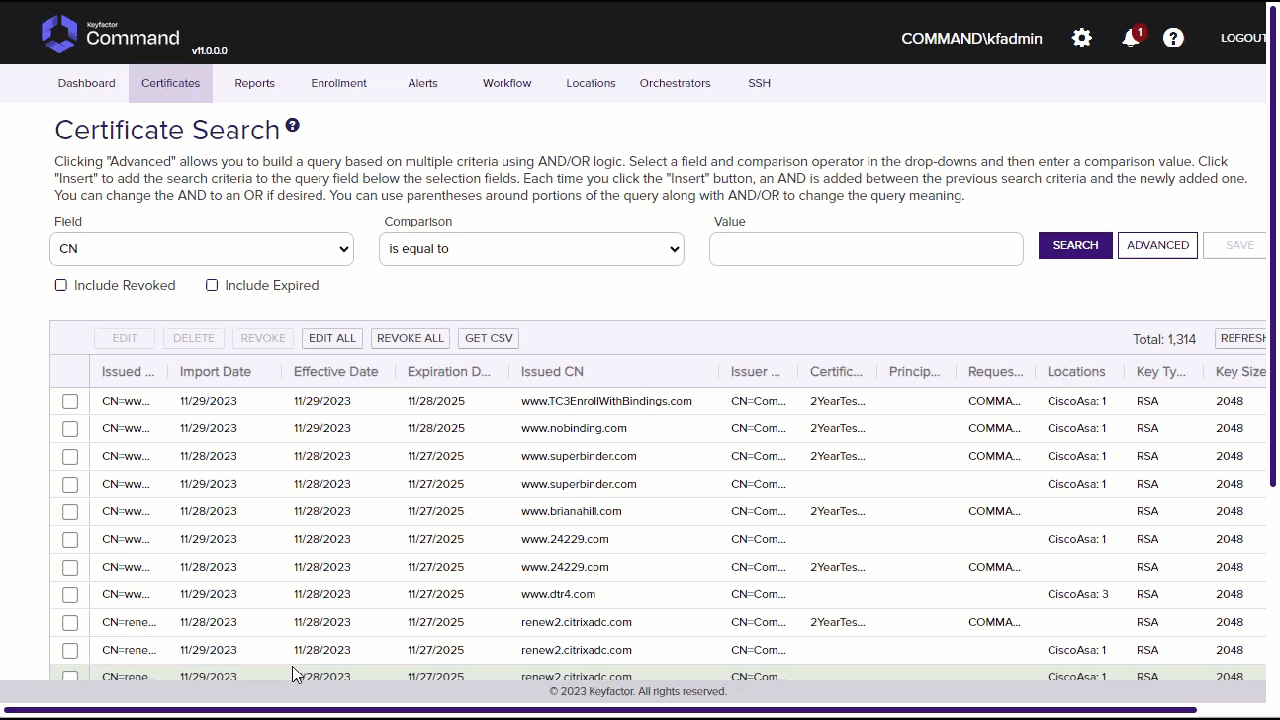 Keyfactor
Command
v11.0.0.0
COMMAND\kfadmin
1
?
LOGOUT
Dashboard Certificates Reports Enrollment Alerts Workflow Locations Orchestrators SSH
Certificate Search ?
Clicking "Advanced" allows you to build a query based on multiple criteria using AND/OR logic. Select a field and comparison operator in the drop-downs and then enter a comparison value. Click
"Insert" to add the search criteria to the query field below the selection fields. Each time you click the "Insert" button, an AND is added between the previous search criteria and the newly added one.
You can change the AND to an OR if desired. You can use parentheses around portions of the query along with AND/OR to change the query meaning.
Field Comparison Value
CN is equal to SEARCH ADVANCED SAVE
Include Revoked Include Expired
EDIT DELETE REVOKE EDIT ALL REVOKE ALL GET CSV Total: 1,314 REFRESH
Issued ... Import Date Effective Date Expiration D... Issued CN Issuer ... Certific... Princip... Reques... Locations Key Ty... Key Size
CN=ww... 11/29/2023 11/29/2023 11/28/2025 www.TC3EnrollWithBindings.com CN=Com... 2YearTes... COMMA... CiscoAsa: 1 RSA 2048
CN=ww... 11/29/2023 11/29/2023 11/28/2025 www.nobinding.com CN=Com... 2YearTes... COMMA... CiscoAsa: 1 RSA 2048
CN=ww... 11/28/2023 11/28/2023 11/27/2025 www.superbinder.com CN=Com... 2YearTes... COMMA... CiscoAsa: 1 RSA 2048
CN=ww... 11/29/2023 11/28/2023 11/27/2025 www.superbinder.com CN=Com... CiscoAsa: 1 RSA 2048
CN=ww... 11/28/2023 11/28/2023 11/27/2025 www.brianahill.com CN=Com... 2YearTes... COMMA... RSA 2048
CN=ww... 11/29/2023 11/28/2023 11/27/2025 www.24229.com CN=Com... CiscoAsa: 1 RSA 2048
CN=ww... 11/28/2023 11/28/2023 11/27/2025 www.24229.com CN=Com... 2YearTes... COMMA... RSA 2048
CN=ww... 11/29/2023 11/28/2023 11/27/2025 www.dtr4.com CN=Com... CiscoAsa: 3 RSA 2048
CN=rene... 11/28/2023 11/28/2023 11/27/2025 renew2.citrixadc.com CN=Com... 2YearTes... COMMA... RSA 2048
CN=rene... 11/29/2023 11/28/2023 11/27/2025 renew2.citrixadc.com CN=Com... CiscoAsa: 1 RSA 2048
CN=rene... 11/29/2023 11/28/2023 11/27/2025 renew2.citrixadc.com CN=Com... CiscoAsa: 1 RSA 2048
© 2023 Keyfactor. All rights reserved.